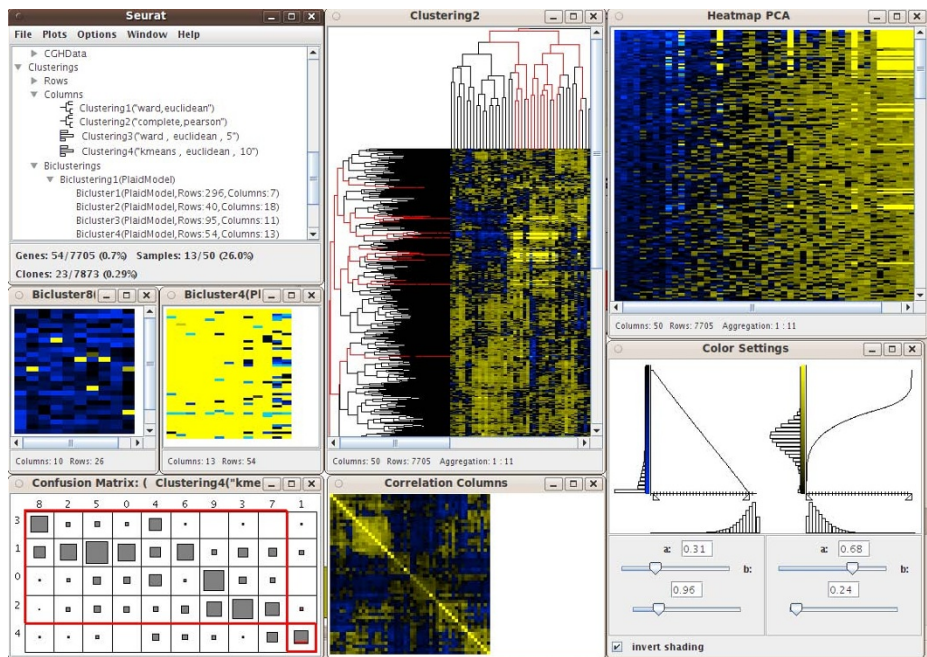 Seurat
File Plots Options Window Help
CGHData
Clusterings
Rows
Columns
Clustering1("ward,euclidean")
Clustering2("complete,pearson")
Clustering3("ward , euclidean , 5")
Clustering4("kmeans , euclidean , 10")
Biclusterings
Biclustering1(PlaidModel)
Bicluster1(PlaidModel,Rows:296,Columns:7)
Bicluster2(PlaidModel,Rows:40,Columns:18)
Bicluster3(PlaidModel,Rows:95,Columns:11)
Bicluster4(PlaidModel,Rows:54,Columns:13)
Genes: 54/7705 (0.7%) Samples: 13/50 (26.0%)
Clones: 23/7873 (0.29%)
Bicluster8(
Columns: 10 Rows: 26
Bicluster4(Pl
Columns: 13 Rows: 54
Confusion Matrix: ( Clustering4("kme
8 2 5 0 4 6 9 3 7 1
3
1
0
2
4
Clustering2
Columns: 50 Rows: 7705 Aggregation: 1 : 11
Correlation Columns
Heatmap PCA
Columns: 50 Rows: 7705 Aggregation: 1 : 11
Color Settings
a: 0.31
b:
0.96
a: 0.68
b:
0.24
invert shading